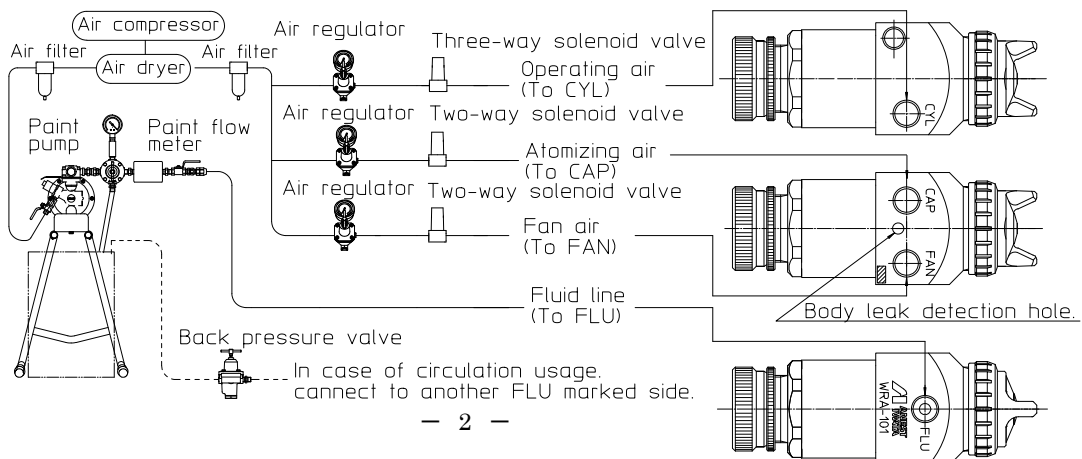 Air compressor
Air filter
Air dryer
Air filter
Air regulator
Three-way solenoid valve
Operating air
(To CYL)
CYL
Paint
pump
Paint flow
meter
Air regulator
Two-way solenoid valve
Atomizing air
(To CAP)
CAP
Air regulator
Two-way solenoid valve
Fan air
(To FAN)
FAN
Body leak detection hole.
Fluid line
(To FLU)
Back pressure valve
In case of circulation usage.
cannect to another FLU marked side.
ANEST
IWATA
WRA-101
FLU
- 2 -